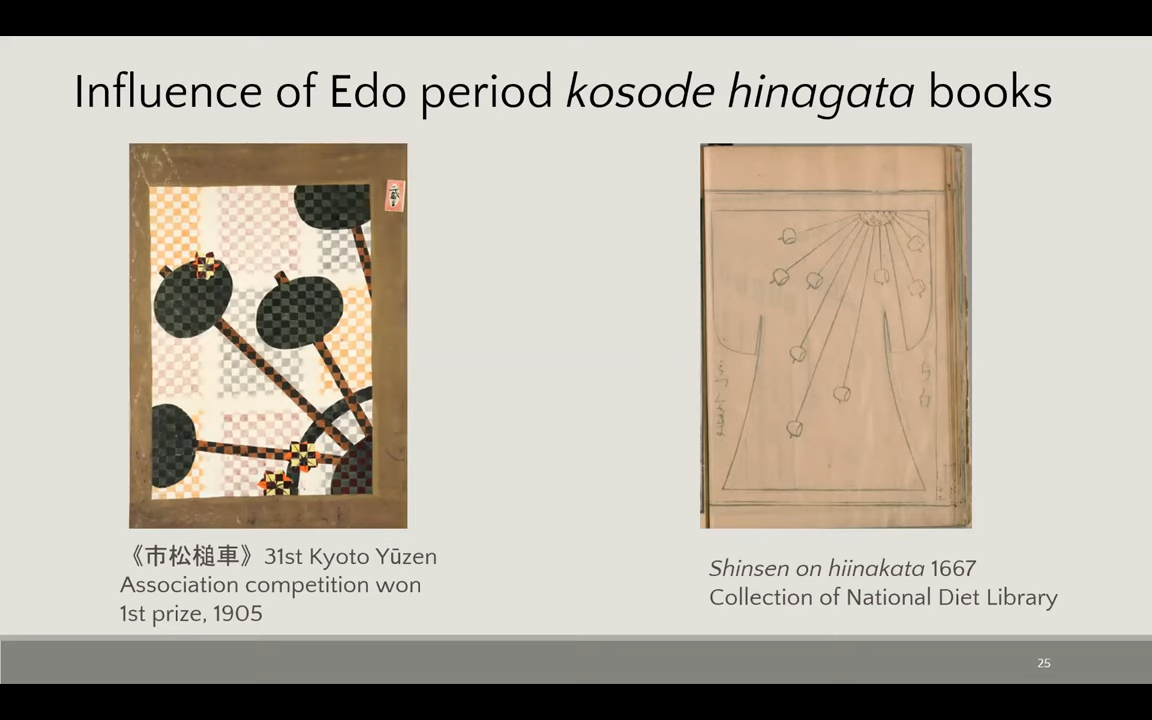 Influence of Edo period kosode hinagata books
《市松槌車》31st Kyoto Yūzen
Association competition won
1st prize, 1905
Shinsen on hiinakata 1667
Collection of National Diet Library
25